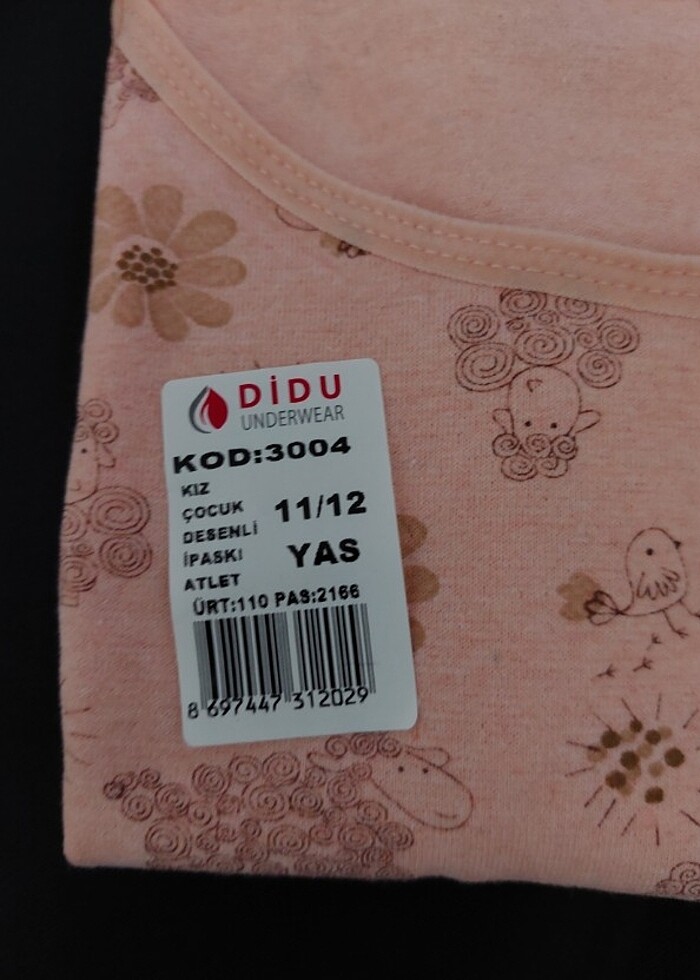 DİDU
UNDERWEAR
KOD:3004
KIZ
ÇOCUK
DESENLİ
İPASKI
ATLET
11/12
YAS
ÜRT:110 PAS:2166
8 697447 312029